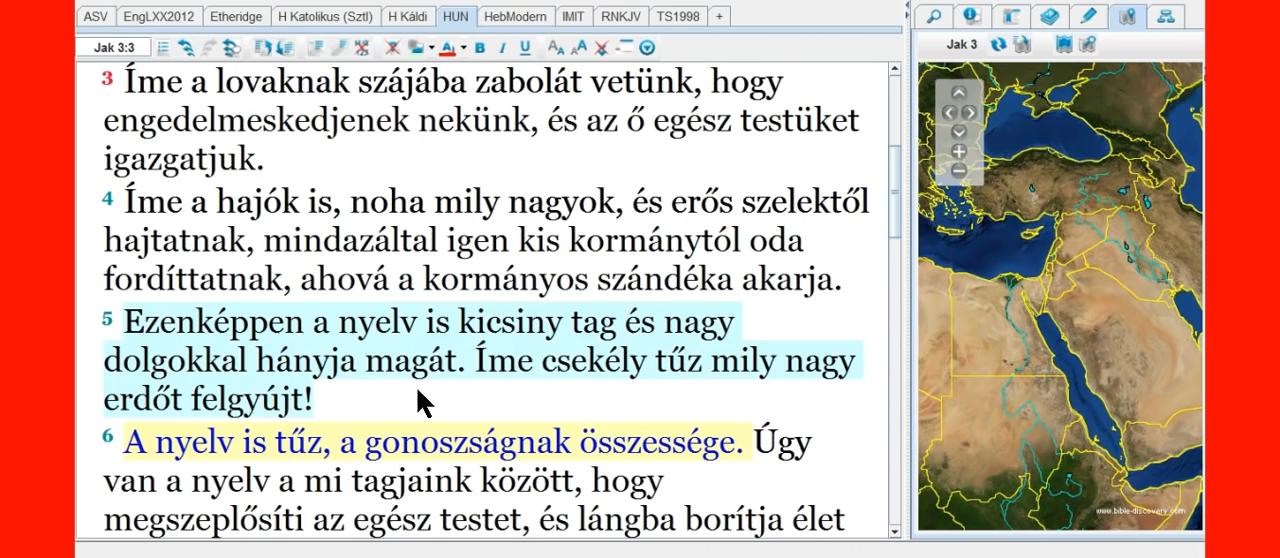 ASV EngLXX2012 Etheridge H Katolikus (Sztl) H Káldi HUN HebModern IMIT RNKJV TS1998 +
Jak 3:3
Jak 3
3 Íme a lovaknak szájába zabolát vetünk, hogy
engedelmeskedjenek nekünk, és az ő egész testüket
igazgatjuk.
4 Íme a hajók is, noha mily nagyok, és erős szelektől
hajtatnak, mindazáltal igen kis kormánytól oda
fordíttatnak, ahová a kormányos szándéka akarja.
5 Ezenképpen a nyelv is kicsiny tag és nagy
dolgokkal hányja magát. Íme csekély tűz mily nagy
erdőt felgyújt!
6 A nyelv is tűz, a gonoszságnak összessége. Úgy
van a nyelv a mi tagjaink között, hogy
megszeplősíti az egész testet, és lángba borítja élet
www.bible-discovery.com